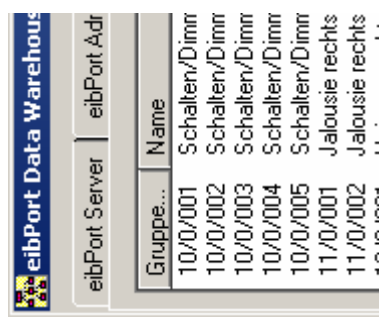 eibPort Data Warehous
eibPort Server eibPort Adr
Gruppe... Name
10/0/001 Schalten/Dimm
10/0/002 Schalten/Dimm
10/0/003 Schalten/Dimm
10/0/004 Schalten/Dimm
10/0/005 Schalten/Dimm
11/0/001 Jalousie rechts
11/0/002 Jalousie rechts